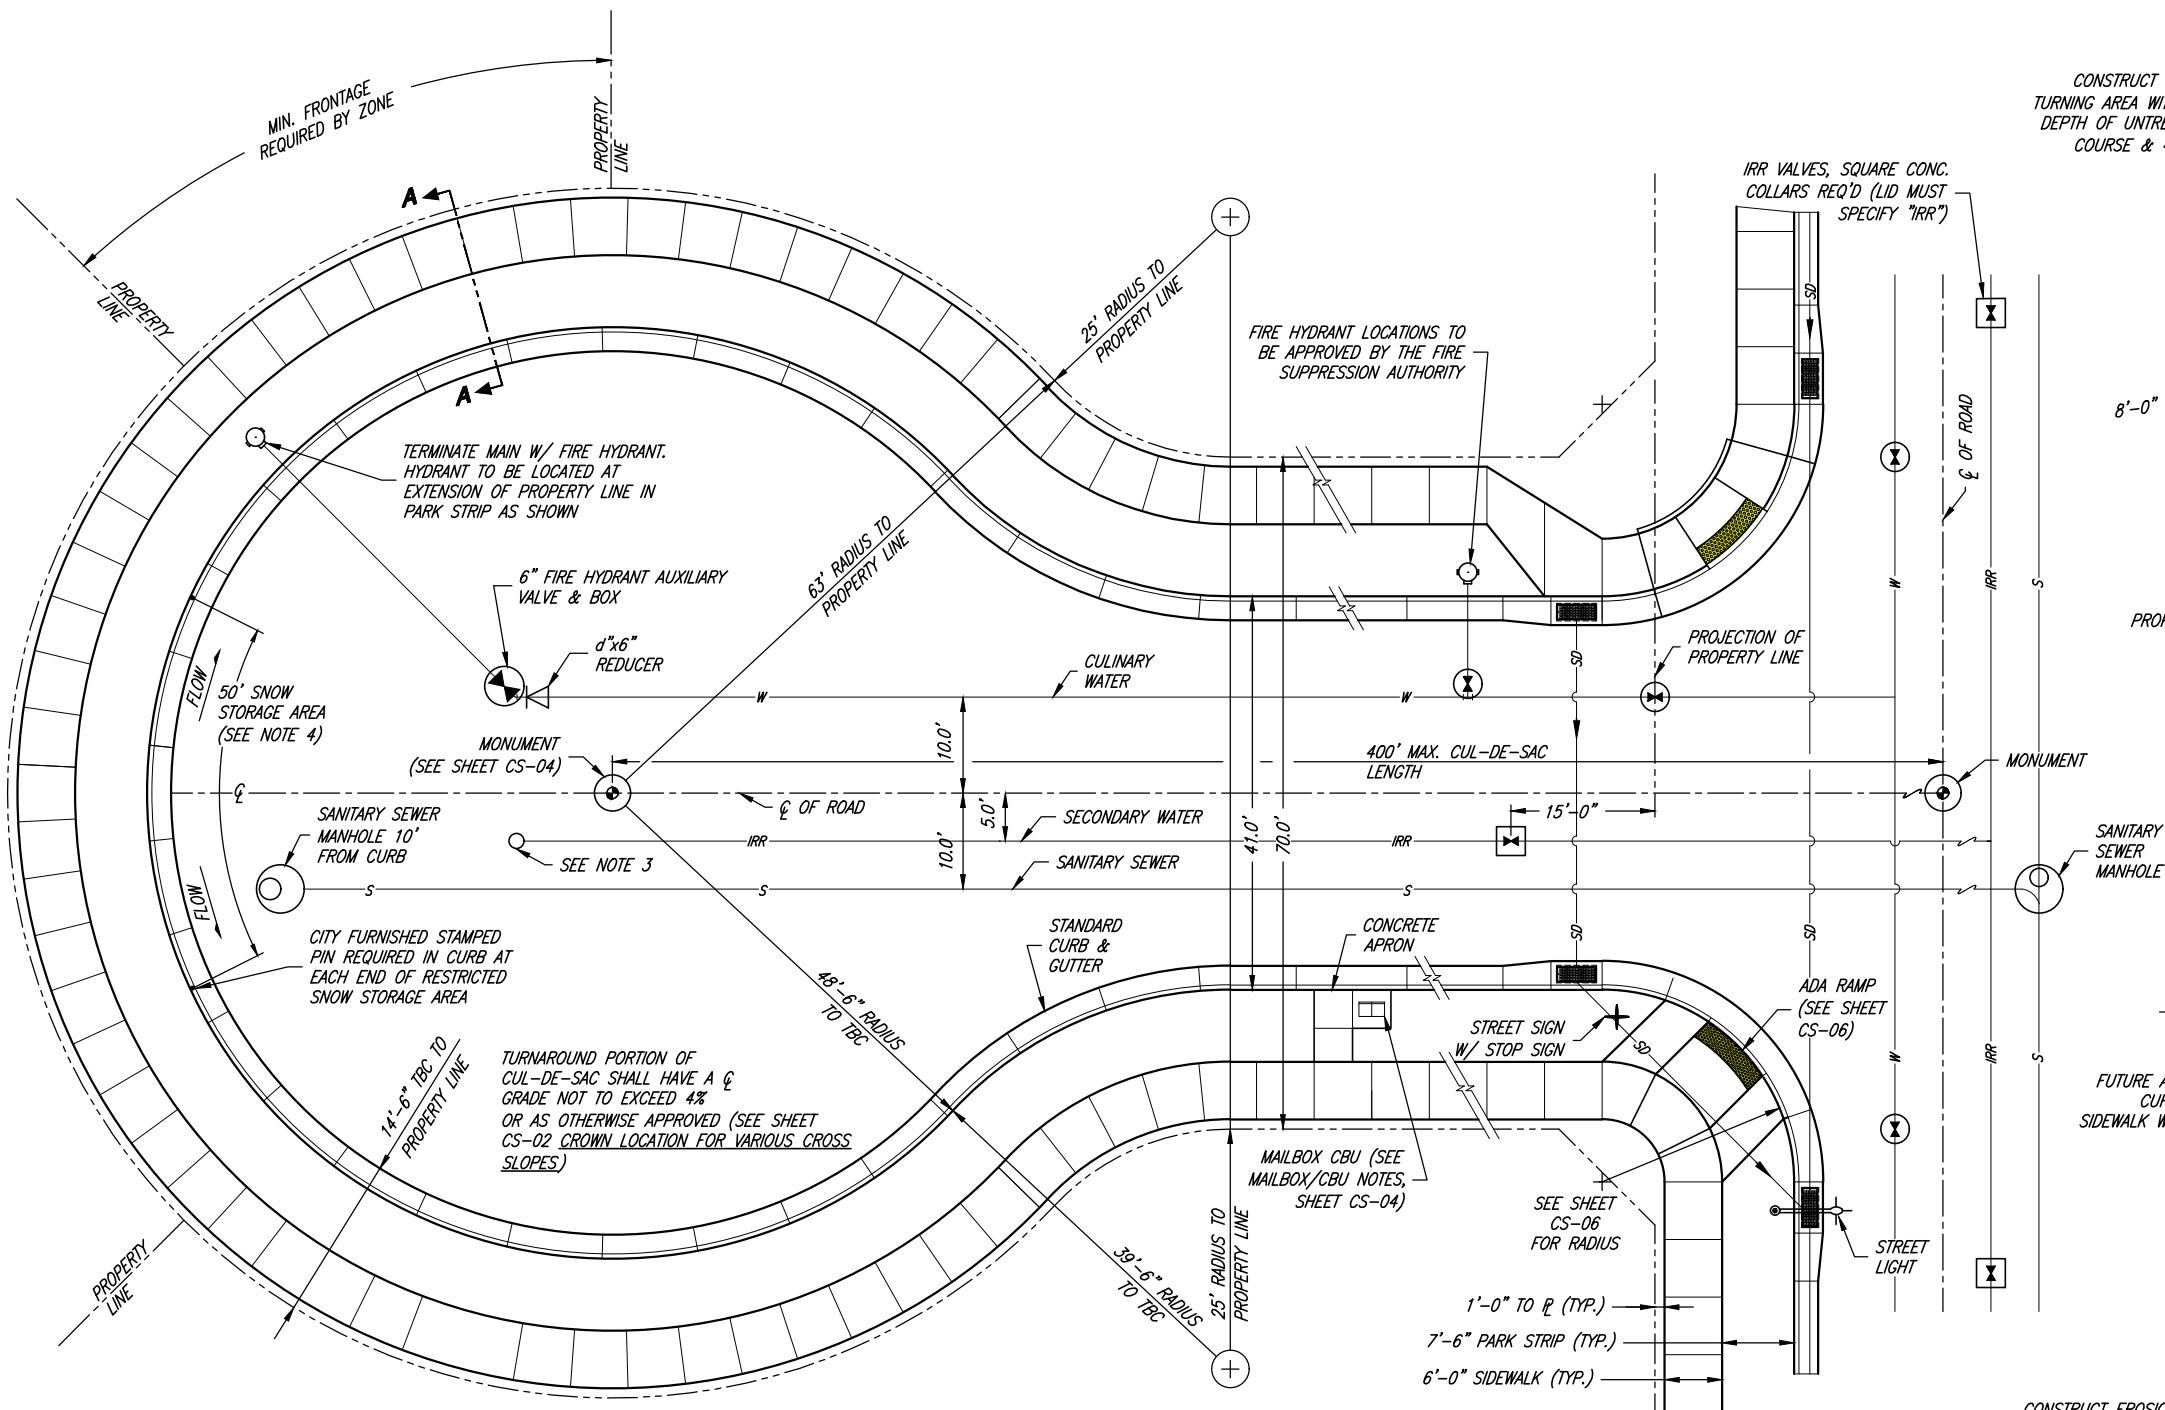 MIN. FRONTAGE
REQUIRED BY ZONE
PROPERTY
LINE
CONSTRUCT
TURNING AREA WI
DEPTH OF UNTRE
COURSE &
IRR VALVES, SQUARE CONC.
COLLARS REQ'D (LID MUST
SPECIFY "IRR")
A
A
PROPERTY
LINE
25' RADIUS TO
PROPERTY LINE
SD
FIRE HYDRANT LOCATIONS TO
BE APPROVED BY THE FIRE
SUPPRESSION AUTHORITY
℄ OF ROAD
8'-0"
TERMINATE MAIN W/ FIRE HYDRANT.
HYDRANT TO BE LOCATED AT
EXTENSION OF PROPERTY LINE IN
PARK STRIP AS SHOWN
63' RADIUS TO
PROPERTY LINE
6" FIRE HYDRANT AUXILIARY
VALVE & BOX
d"x6"
REDUCER
W
IRR
S
PROP
FLOW
50' SNOW
STORAGE AREA
(SEE NOTE 4)
CULINARY
WATER
SD
PROJECTION OF
PROPERTY LINE
W
W
10.0'
MONUMENT
(SEE SHEET CS-04)
400' MAX. CUL-DE-SAC
LENGTH
MONUMENT
℄
℄ OF ROAD
5.0'
10.0'
41.0'
70.0'
15'-0"
SANITARY SEWER
MANHOLE 10'
FROM CURB
SECONDARY WATER
IRR
IRR
SEE NOTE 3
SANITARY SEWER
S
S
S
SANITARY
SEWER
MANHOLE
FLOW
CITY FURNISHED STAMPED
PIN REQUIRED IN CURB AT
EACH END OF RESTRICTED
SNOW STORAGE AREA
STANDARD
CURB &
GUTTER
CONCRETE
APRON
SD
SD
48'-6" RADIUS
TO TBC
ADA RAMP
(SEE SHEET
CS-06)
STREET SIGN
W/ STOP SIGN
SD
W
IRR
S
14'-6" TBC TO
PROPERTY LINE
TURNAROUND PORTION OF
CUL-DE-SAC SHALL HAVE A ℄
GRADE NOT TO EXCEED 4%
OR AS OTHERWISE APPROVED (SEE SHEET
CS-02 CROWN LOCATION FOR VARIOUS CROSS
SLOPES)
FUTURE A
CUR
SIDEWALK W
MAILBOX CBU (SEE
MAILBOX/CBU NOTES,
SHEET CS-04)
SEE SHEET
CS-06
FOR RADIUS
25' RADIUS TO
PROPERTY LINE
39'-6" RADIUS
TO TBC
STREET
LIGHT
PROPERTY
LINE
1'-0" TO ⅊ (TYP.)
7'-6" PARK STRIP (TYP.)
6'-0" SIDEWALK (TYP.)